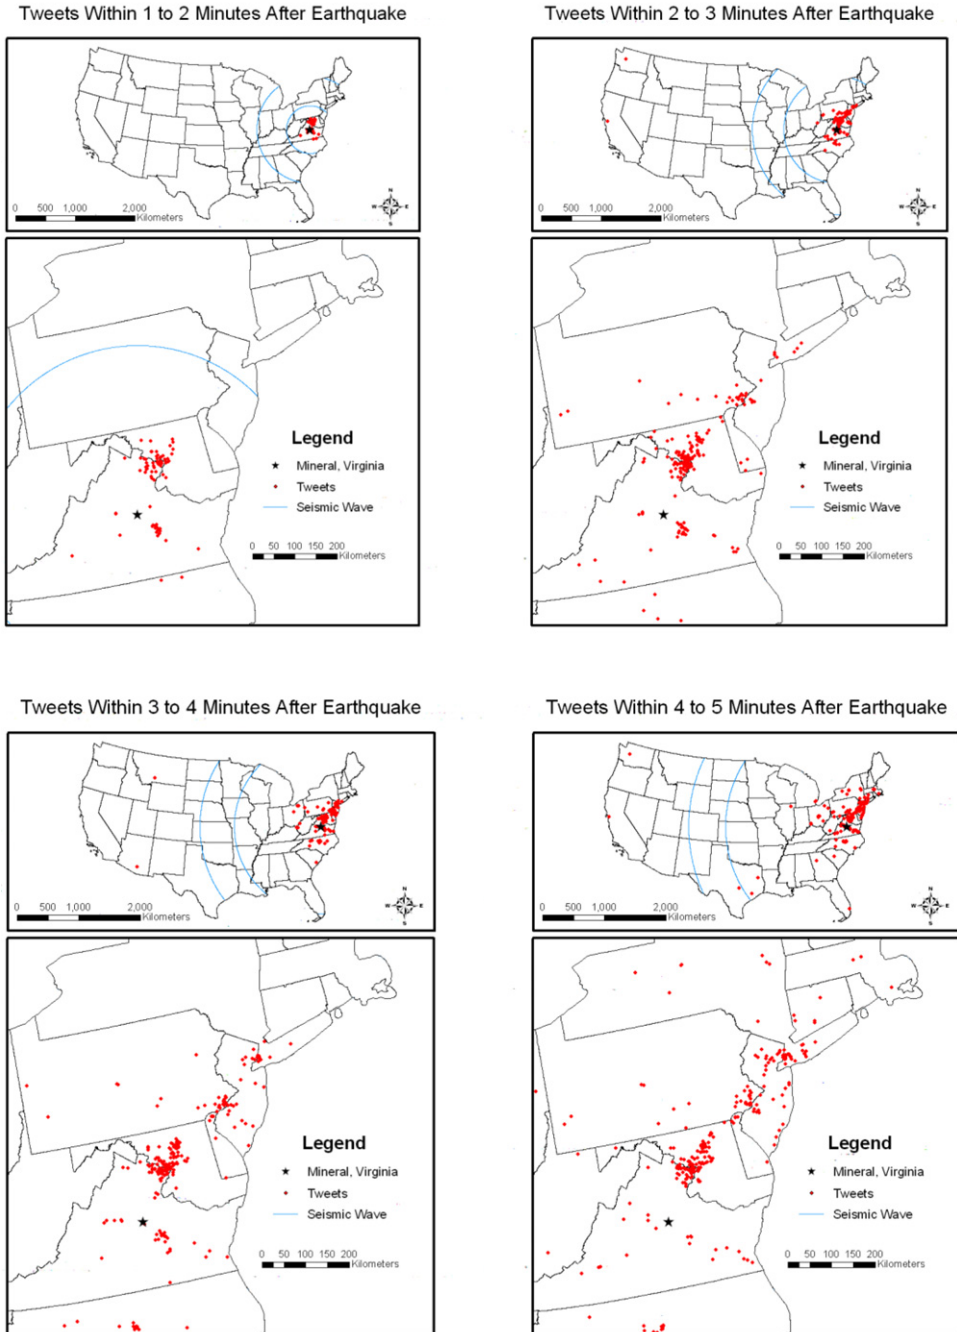 Tweets Within 1 to 2 Minutes After Earthquake
N
W E
S
0 500 1,000 2,000
Kilometers
Legend
Mineral, Virginia
Tweets
Seismic Wave
0 50 100 150 200
Kilometers
Tweets Within 2 to 3 Minutes After Earthquake
N
W E
S
0 500 1,000 2,000
Kilometers
Legend
Mineral, Virginia
Tweets
Seismic Wave
0 50 100 150 200
Kilometers
Tweets Within 3 to 4 Minutes After Earthquake
N
W E
S
0 500 1,000 2,000
Kilometers
Legend
Mineral, Virginia
Tweets
Seismic Wave
0 50 100 150 200
Kilometers
Tweets Within 4 to 5 Minutes After Earthquake
N
W E
S
0 500 1,000 2,000
Kilometers
Legend
Mineral, Virginia
Tweets
Seismic Wave
0 50 100 150 200
Kilometers